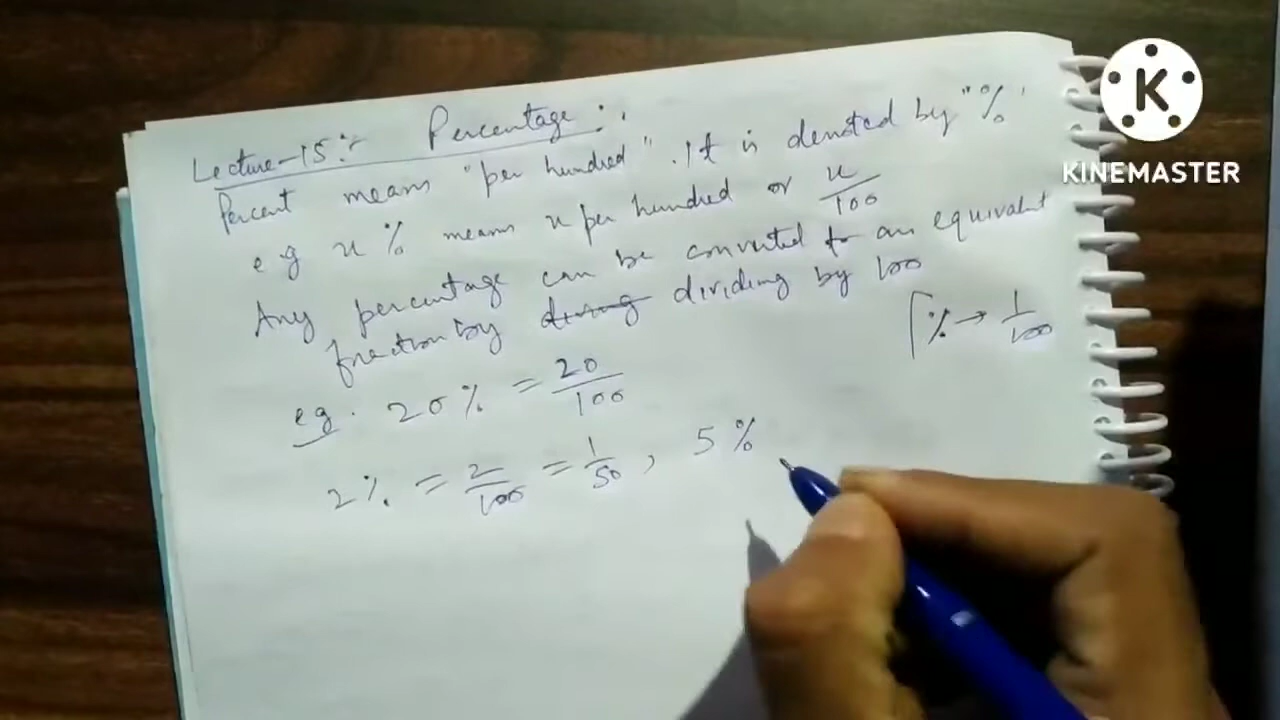 Lecture-15:- Percentage :.
Percent means "per hundred". It is denoted by "%"
e.g x % means x per hundred or x/100
Any percentage can be converted to an equivalent
fraction by during dividing by 100
% → 1/100
eg. 20% = 20/100
2% = 2/100 = 1/50, 5%
K
KINEMASTER